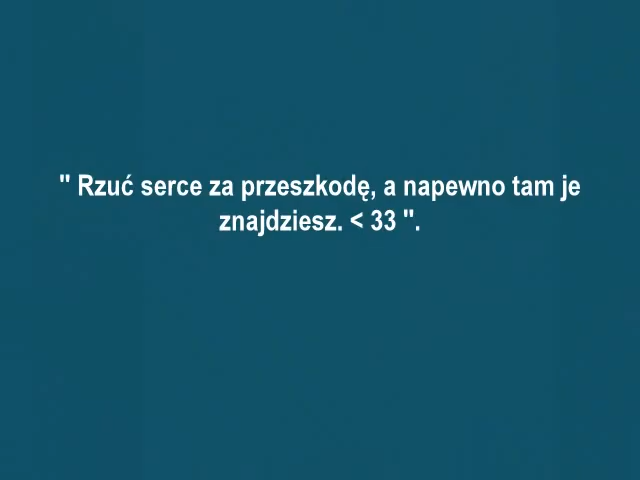 " Rzuć serce za przeszkodę, a napewno tam je
znajdziesz. < 33 ".